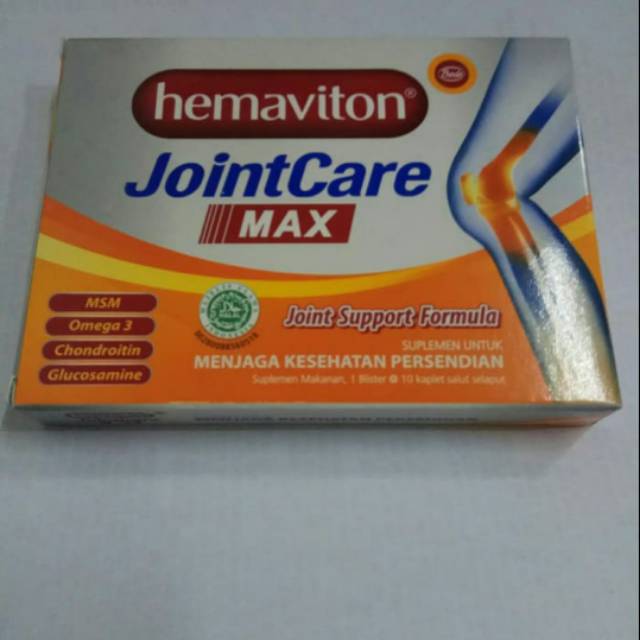 hemaviton®
JointCare
MAX
MSM
Omega 3
Chondroitin
Glucosamine
Joint Support Formula
SUPLEMEN UNTUK
MENJAGA KESEHATAN PERSENDIAN
Suplemen Makanan, 1 Blister @ 10 kaplet salut selaput